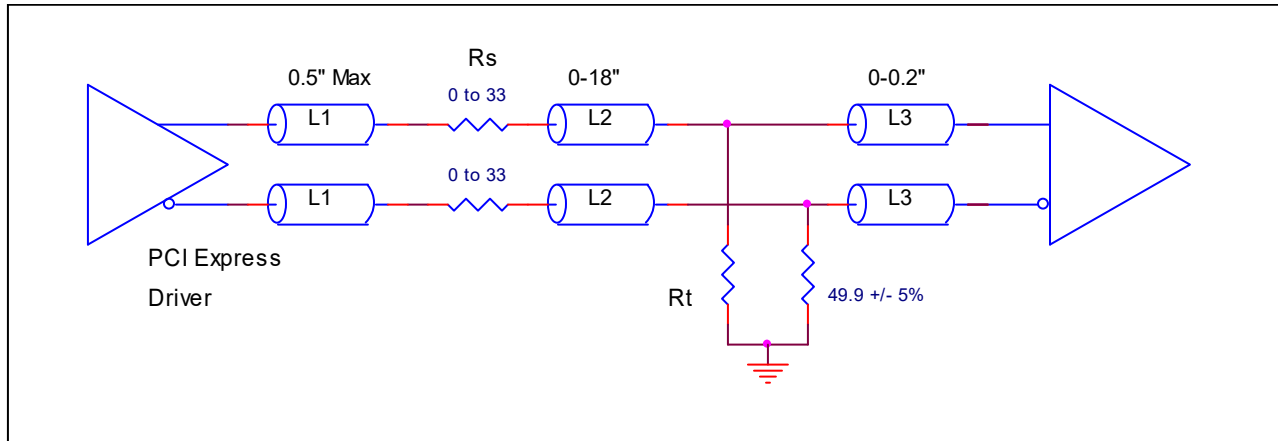 Rs
0.5" Max
0-18"
0-0.2"
0 to 33
L1
L2
L3
0 to 33
L1
L2
L3
PCI Express
Driver
Rt
49.9 +/- 5%